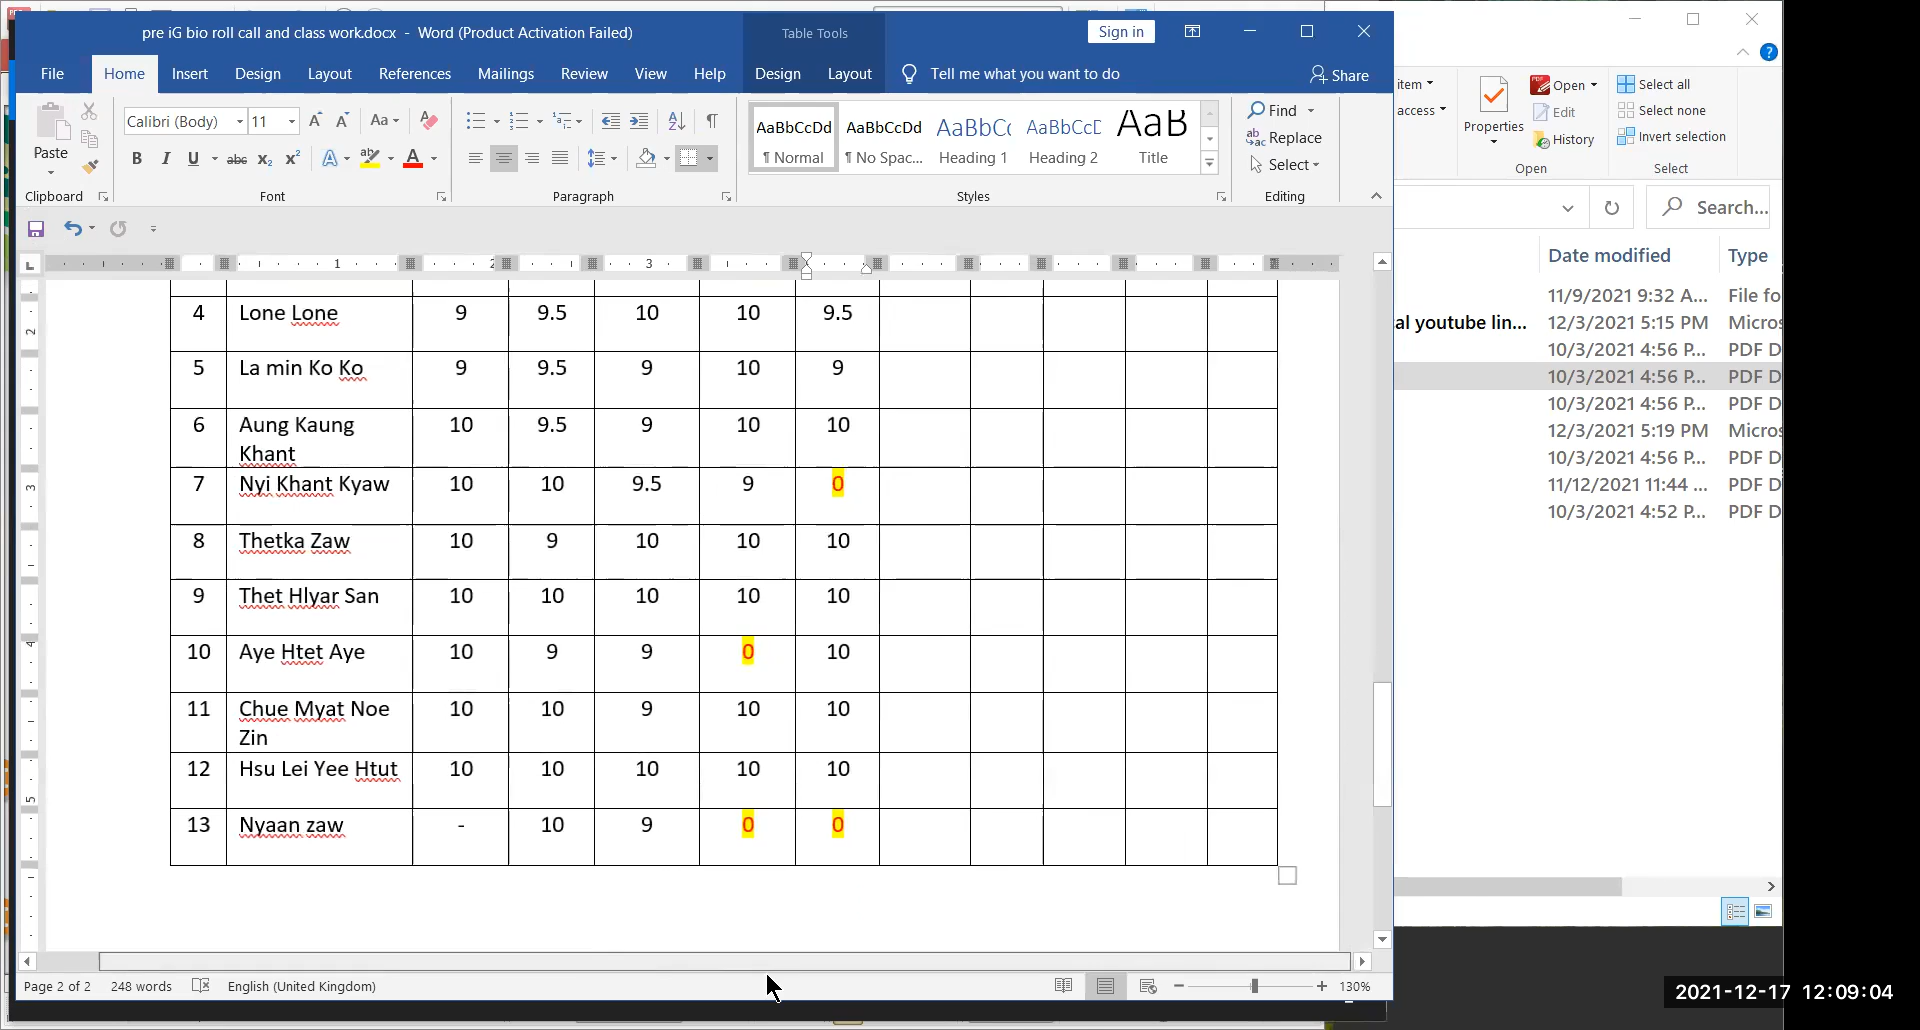 pre iG bio roll call and class work.docx - Word (Product Activation Failed)
Table Tools
Sign in
File Home Insert Design Layout References Mailings Review View Help Design Layout Tell me what you want to do Share
Paste
Calibri (Body) 11
Clipboard Font Paragraph Styles Editing
AaBbCcDd AaBbCcDd AaBbCc AaBbCcD AaB
¶ Normal ¶ No Spac... Heading 1 Heading 2 Title
Find
Replace
Select
4 Lone Lone 9 9.5 10 10 9.5
5 La min Ko Ko 9 9.5 9 10 9
6 Aung Kaung Khant 10 9.5 9 10 10
7 Nyi Khant Kyaw 10 10 9.5 9 0
8 Thetka Zaw 10 9 10 10 10
9 Thet Hlyar San 10 10 10 10 10
10 Aye Htet Aye 10 9 9 0 10
11 Chue Myat Noe Zin 10 10 9 10 10
12 Hsu Lei Yee Htut 10 10 10 10 10
13 Nyaan zaw - 10 9 0 0
Page 2 of 2 248 words English (United Kingdom) 130%
item
access
Properties
Open
Edit
History
Open
Select all
Select none
Invert selection
Select
Search...
Date modified Type
11/9/2021 9:32 A... File fo
al youtube lin... 12/3/2021 5:15 PM Micros
10/3/2021 4:56 P... PDF D
10/3/2021 4:56 P... PDF D
10/3/2021 4:56 P... PDF D
12/3/2021 5:19 PM Micros
10/3/2021 4:56 P... PDF D
11/12/2021 11:44 ... PDF D
10/3/2021 4:52 P... PDF D
2021-12-17 12:09:04